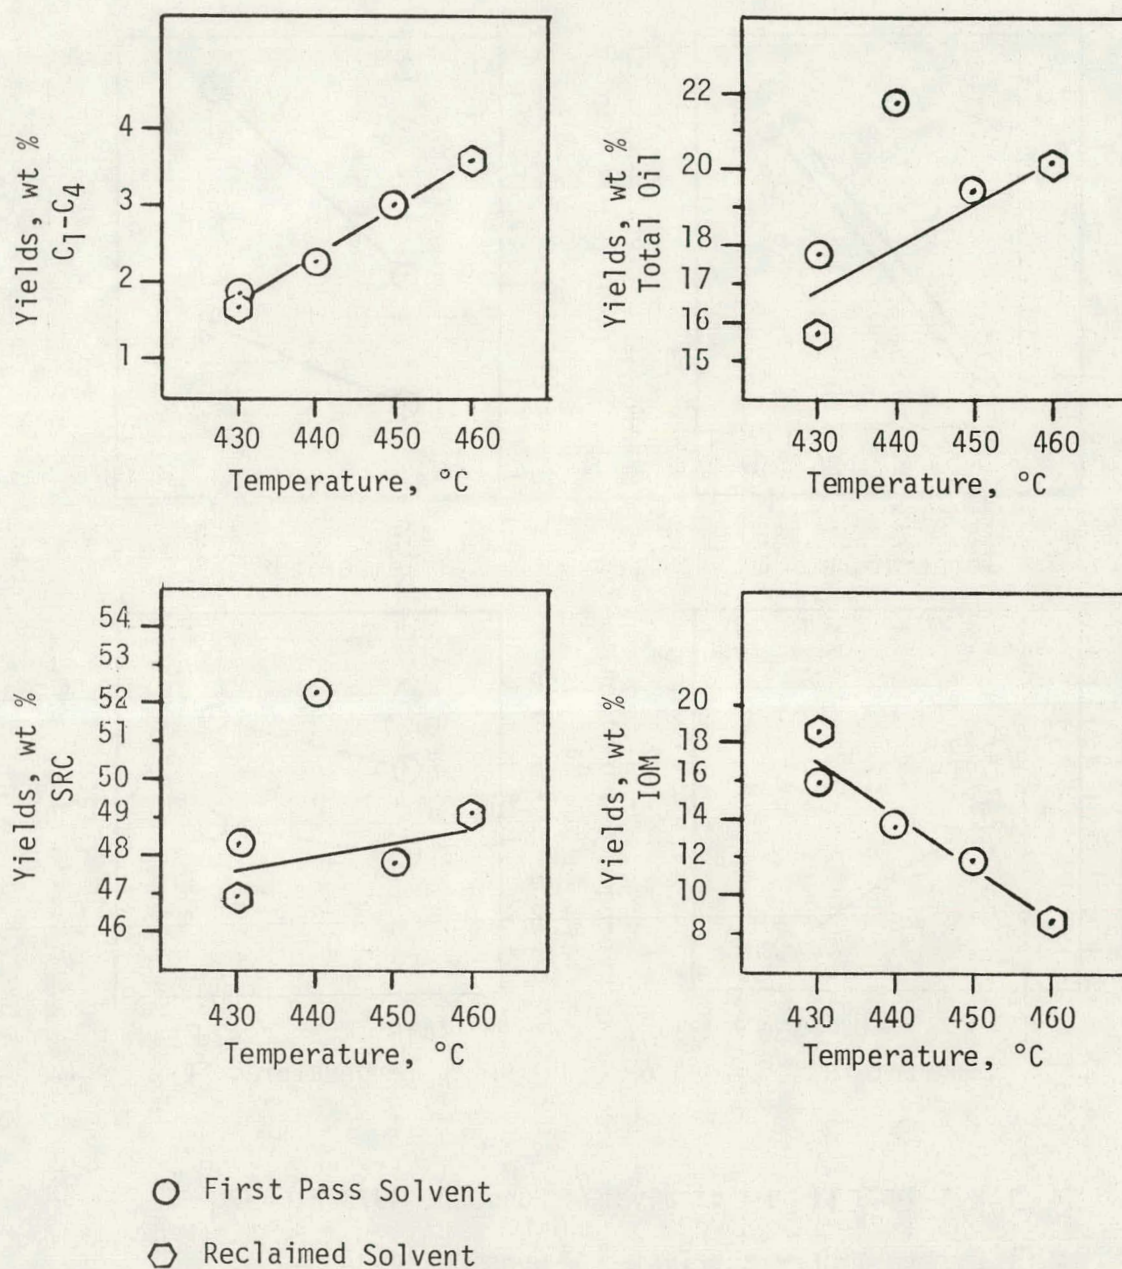 Yields, wt %
C1-C4
4
3
2
1
430 440 450 460
Temperature, °C
Yields, wt %
Total Oil
22
20
18
17
16
15
430 440 450 460
Temperature, °C
Yields, wt %
SRC
54
53
52
51
50
49
48
47
46
430 440 450 460
Temperature, °C
Yields, wt %
IOM
20
18
16
14
12
10
8
430 440 450 460
Temperature, °C
First Pass Solvent
Reclaimed Solvent